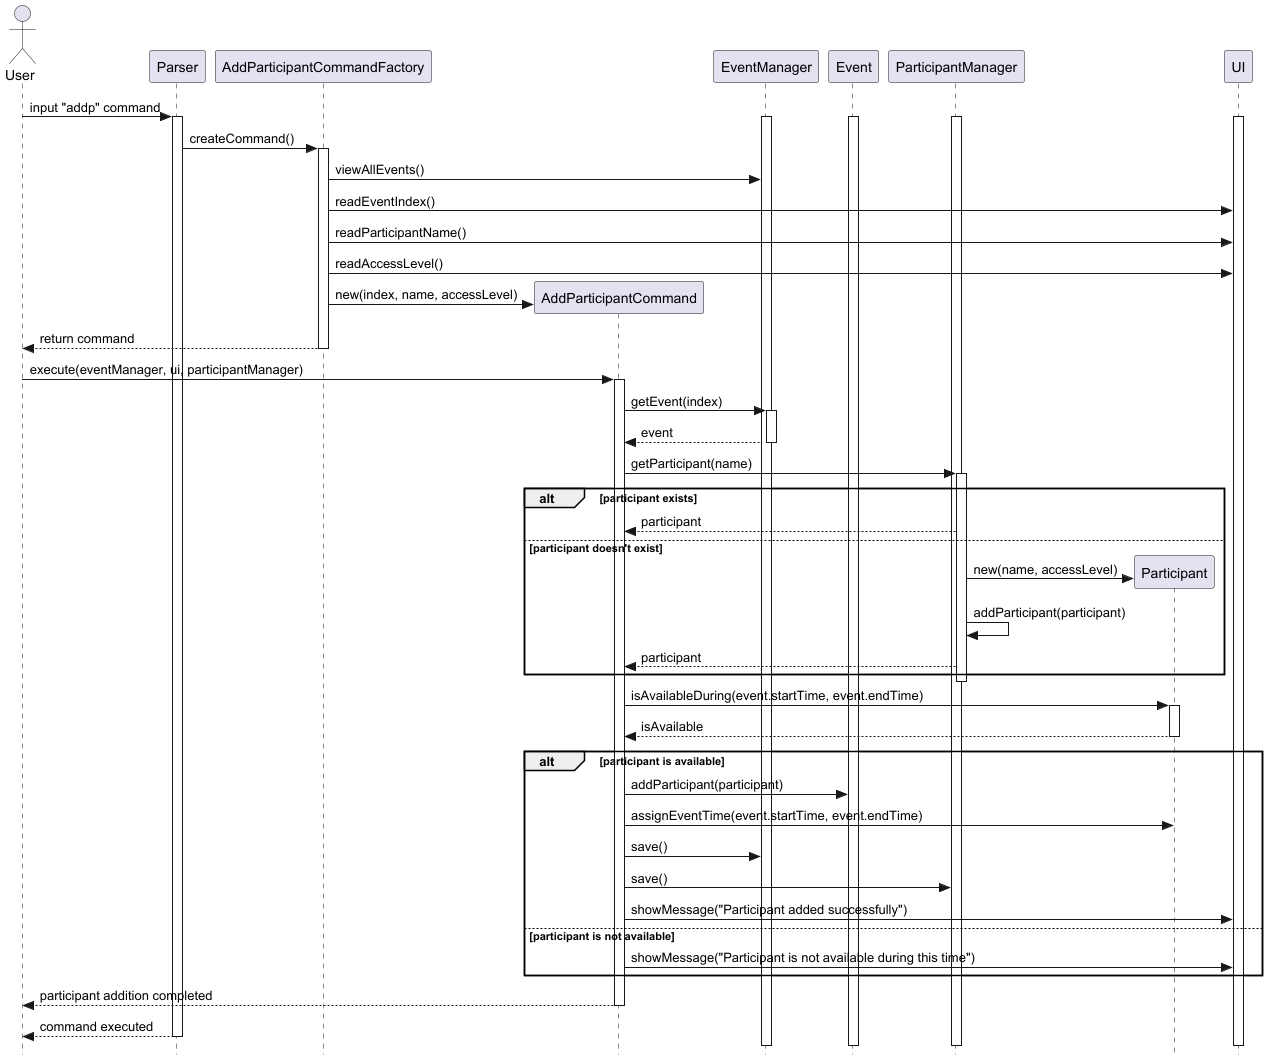 User
Parser
AddParticipantCommandFactory
EventManager
Event
ParticipantManager
UI
input "addp" command
createCommand()
viewAllEvents()
readEventIndex()
readParticipantName()
readAccessLevel()
new(index, name, accessLevel)
AddParticipantCommand
return command
execute(eventManager, ui, participantManager)
getEvent(index)
event
getParticipant(name)
alt
[participant exists]
participant
[participant doesn't exist]
new(name, accessLevel)
Participant
addParticipant(participant)
participant
isAvailableDuring(event.startTime, event.endTime)
isAvailable
alt
[participant is available]
addParticipant(participant)
assignEventTime(event.startTime, event.endTime)
save()
save()
showMessage("Participant added successfully")
[participant is not available]
showMessage("Participant is not available during this time")
participant addition completed
command executed